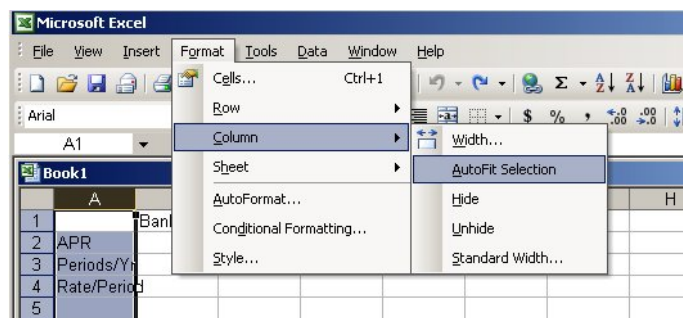 Microsoft Excel
File View Insert Format Tools Data Window Help
Σ
Arial $ % , .00
A1
Cells... Ctrl+1
Row
Column
Sheet
AutoFormat...
Conditional Formatting...
Style...
Width...
AutoFit Selection
Hide
Unhide
Standard Width...
Book1
A H
1 Ban
2 APR
3 Periods/Yr
4 Rate/Period
5